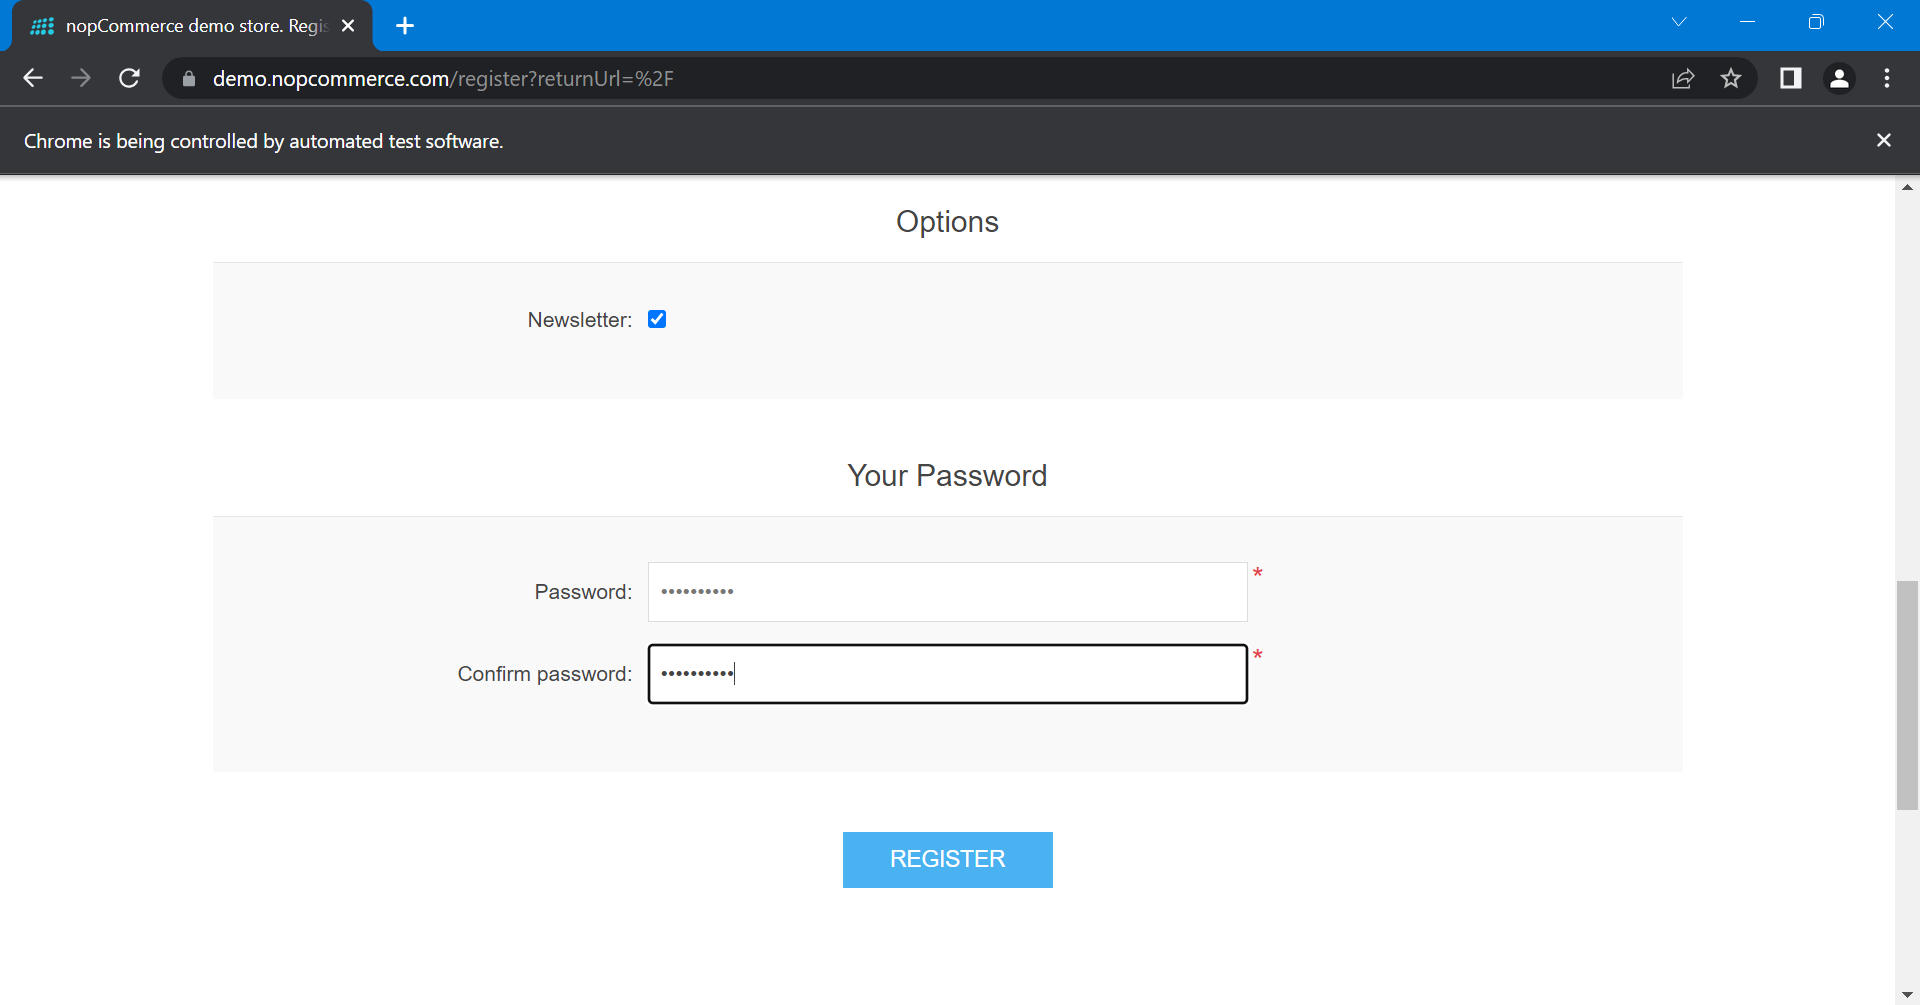 nopCommerce demo store. Regis
demo.nopcommerce.com/register?returnUrl=%2F
Chrome is being controlled by automated test software.
Options
Newsletter:
Your Password
Password: •••••••••• *
Confirm password: •••••••••• *
REGISTER